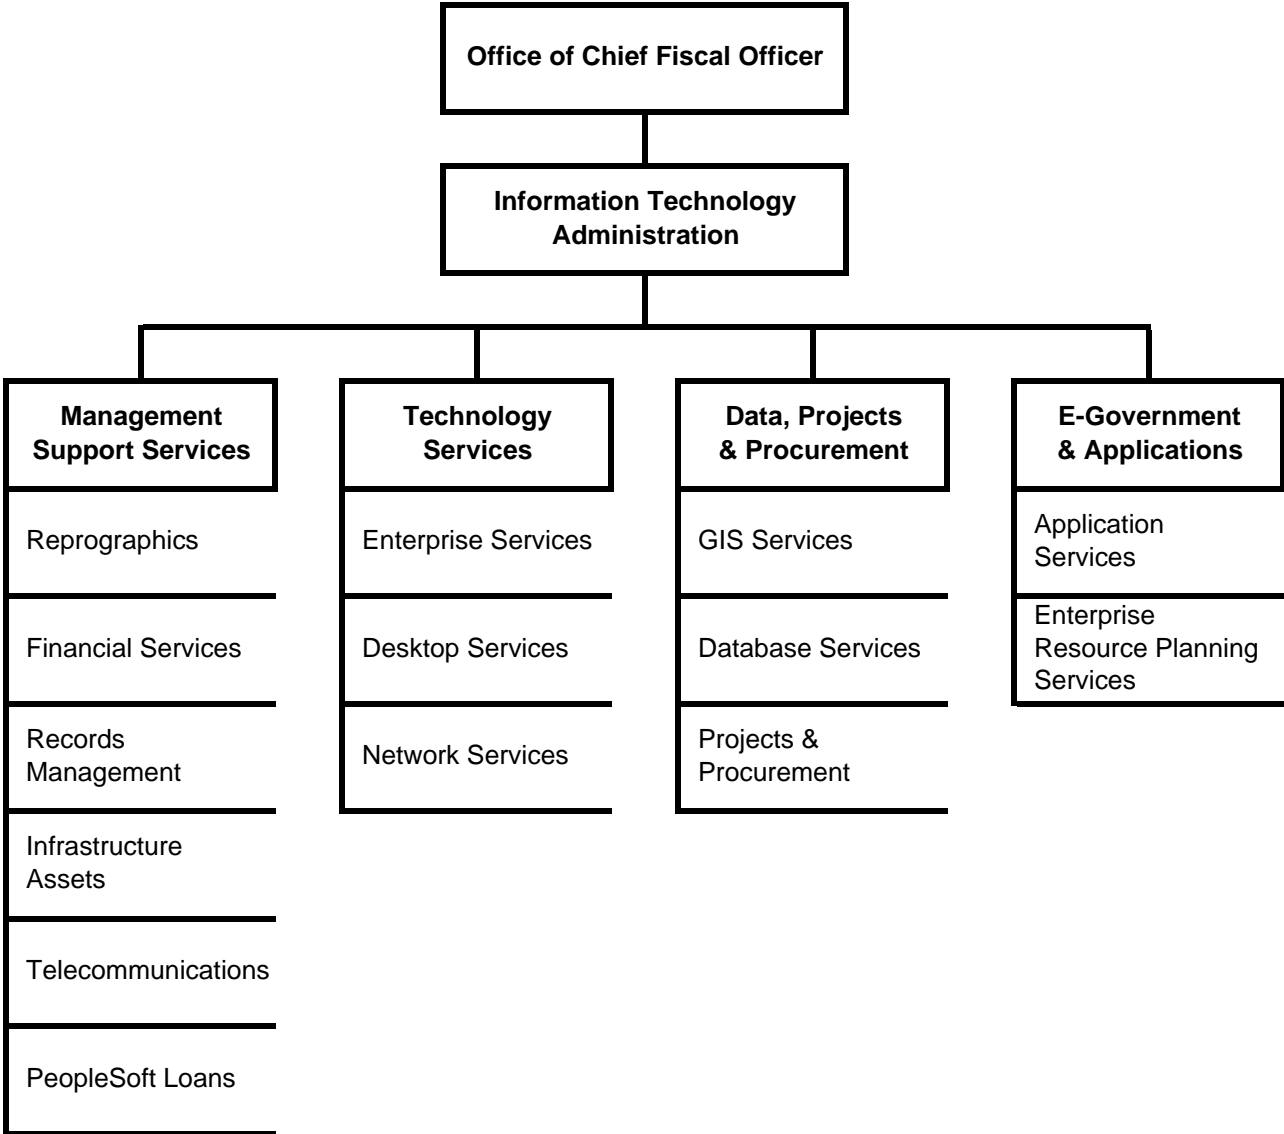 Office of Chief Fiscal Officer
Information Technology
Administration
Management
Support Services
Reprographics
Financial Services
Records
Management
Infrastructure
Assets
Telecommunications
PeopleSoft Loans
Technology
Services
Enterprise Services
Desktop Services
Network Services
Data, Projects
& Procurement
GIS Services
Database Services
Projects &
Procurement
E-Government
& Applications
Application
Services
Enterprise
Resource Planning
Services